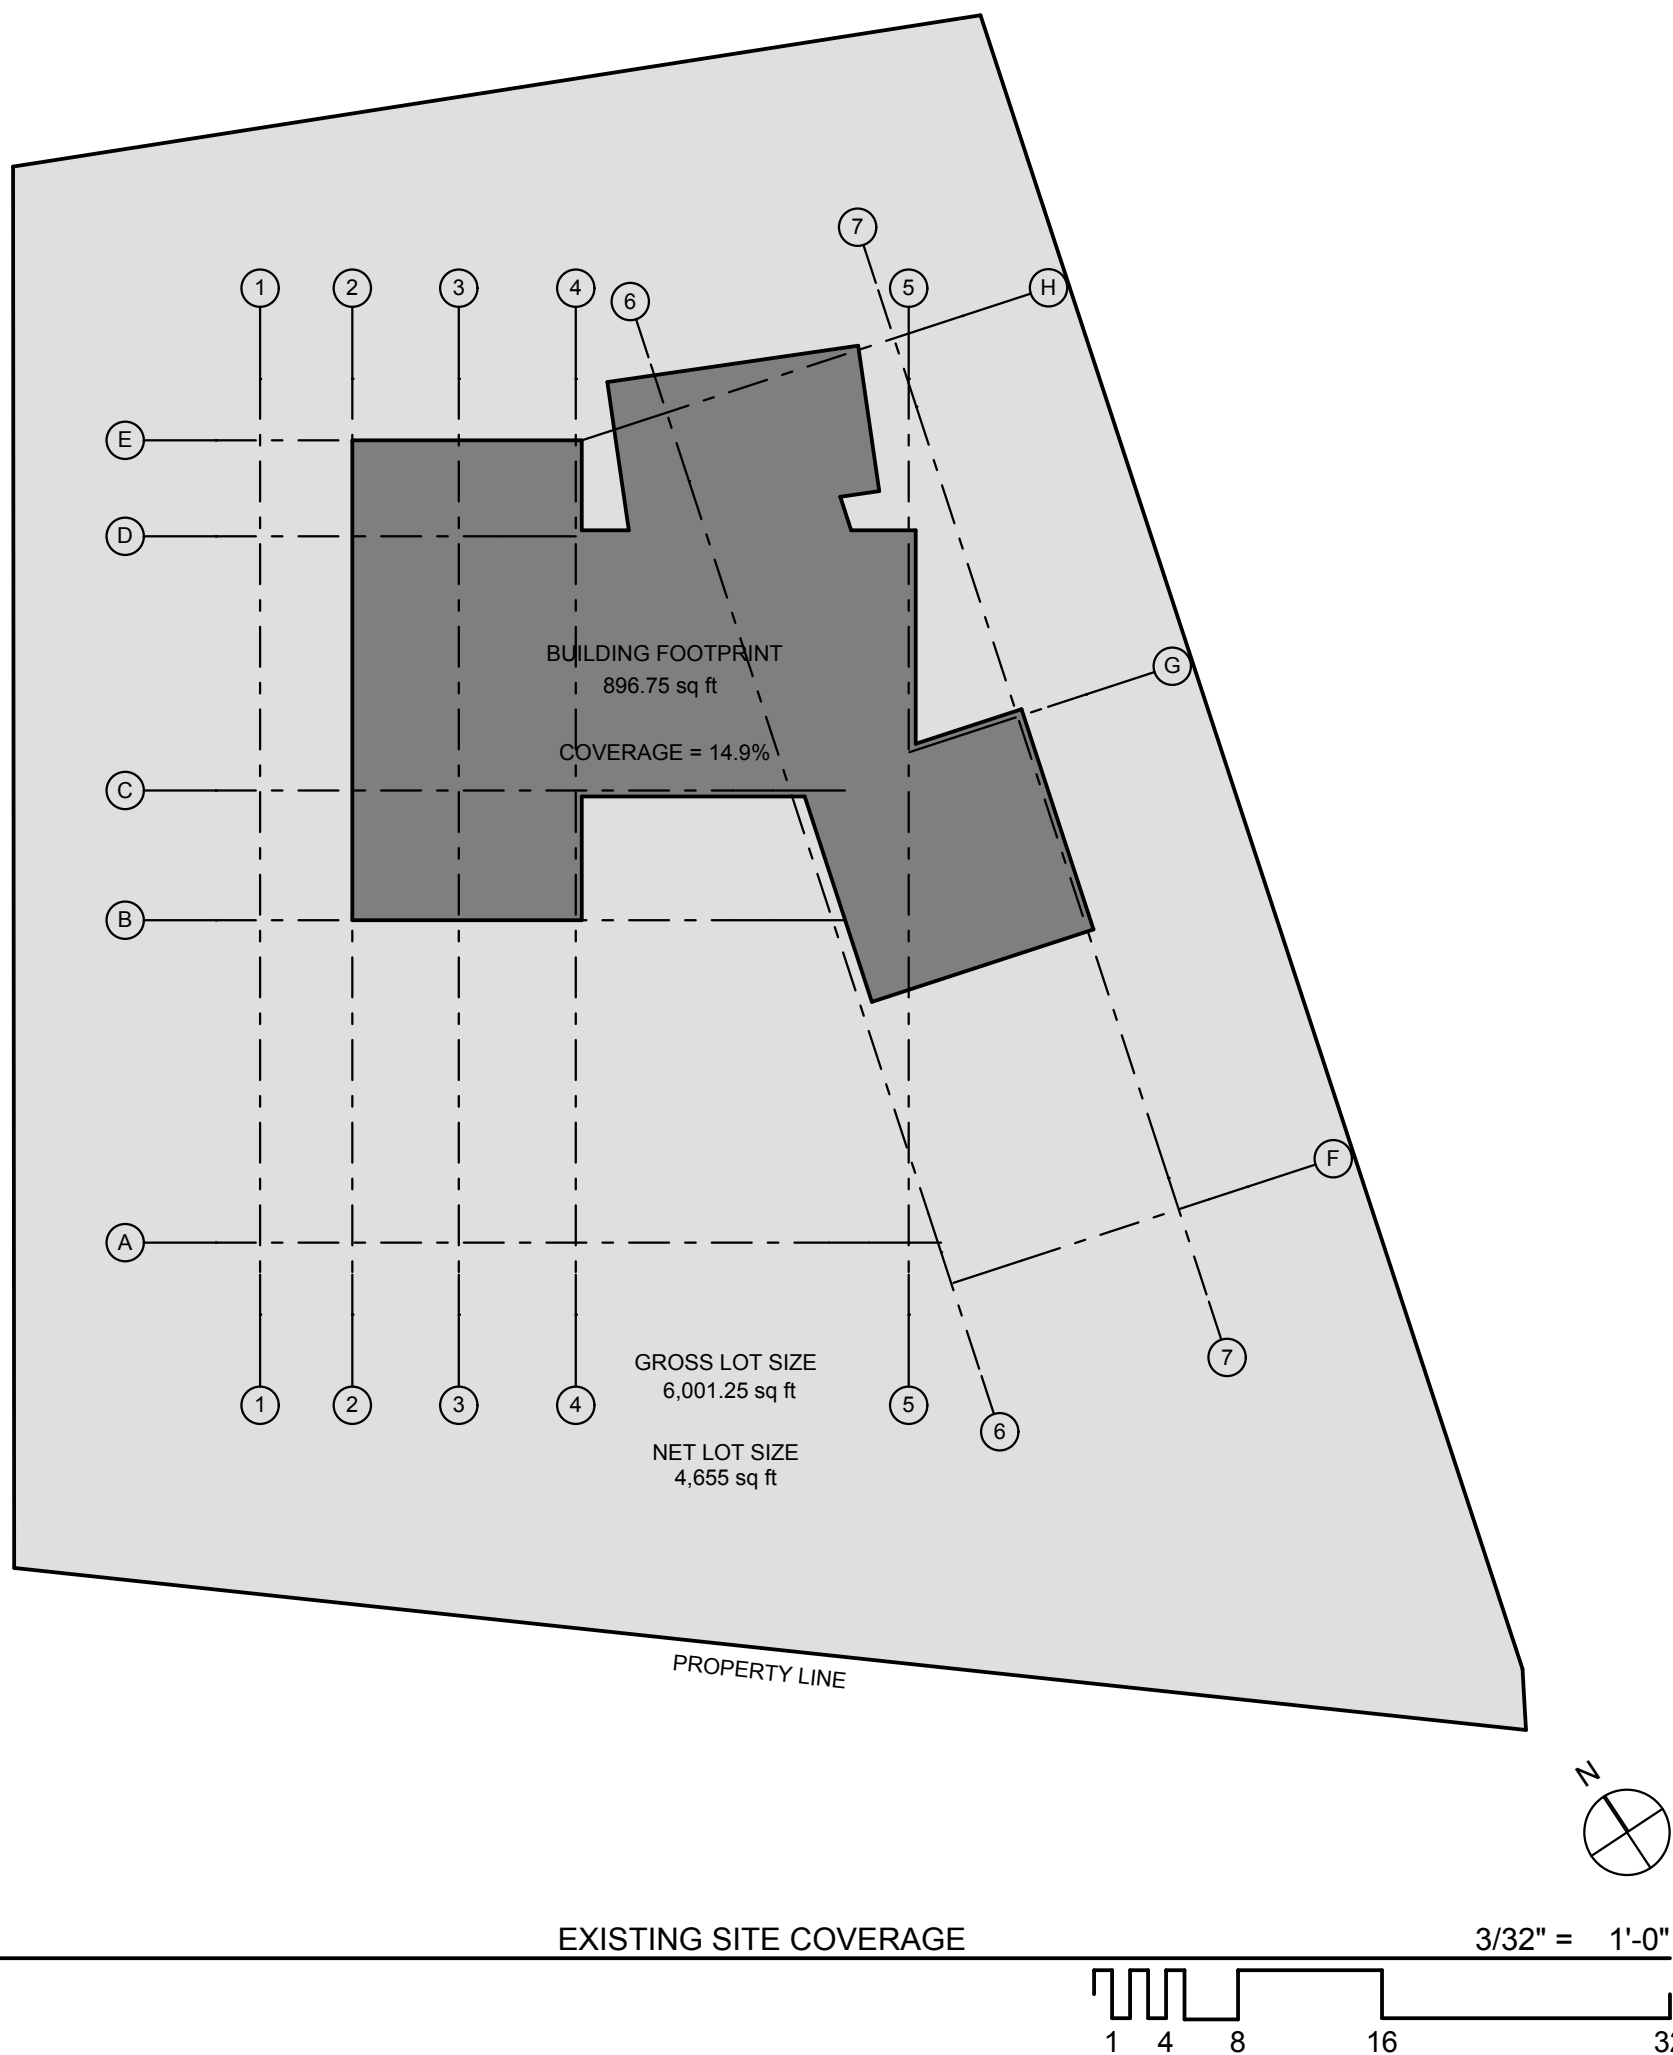 7
1
2
3
4
6
5
H
E
D
BUILDING FOOTPRINT
896.75 sq ft
G
COVERAGE = 14.9%
C
B
F
A
GROSS LOT SIZE
6,001.25 sq ft
7
1
2
3
4
5
6
NET LOT SIZE
4,655 sq ft
PROPERTY LINE
N
EXISTING SITE COVERAGE
3/32" = 1'-0"
1 4 8 16